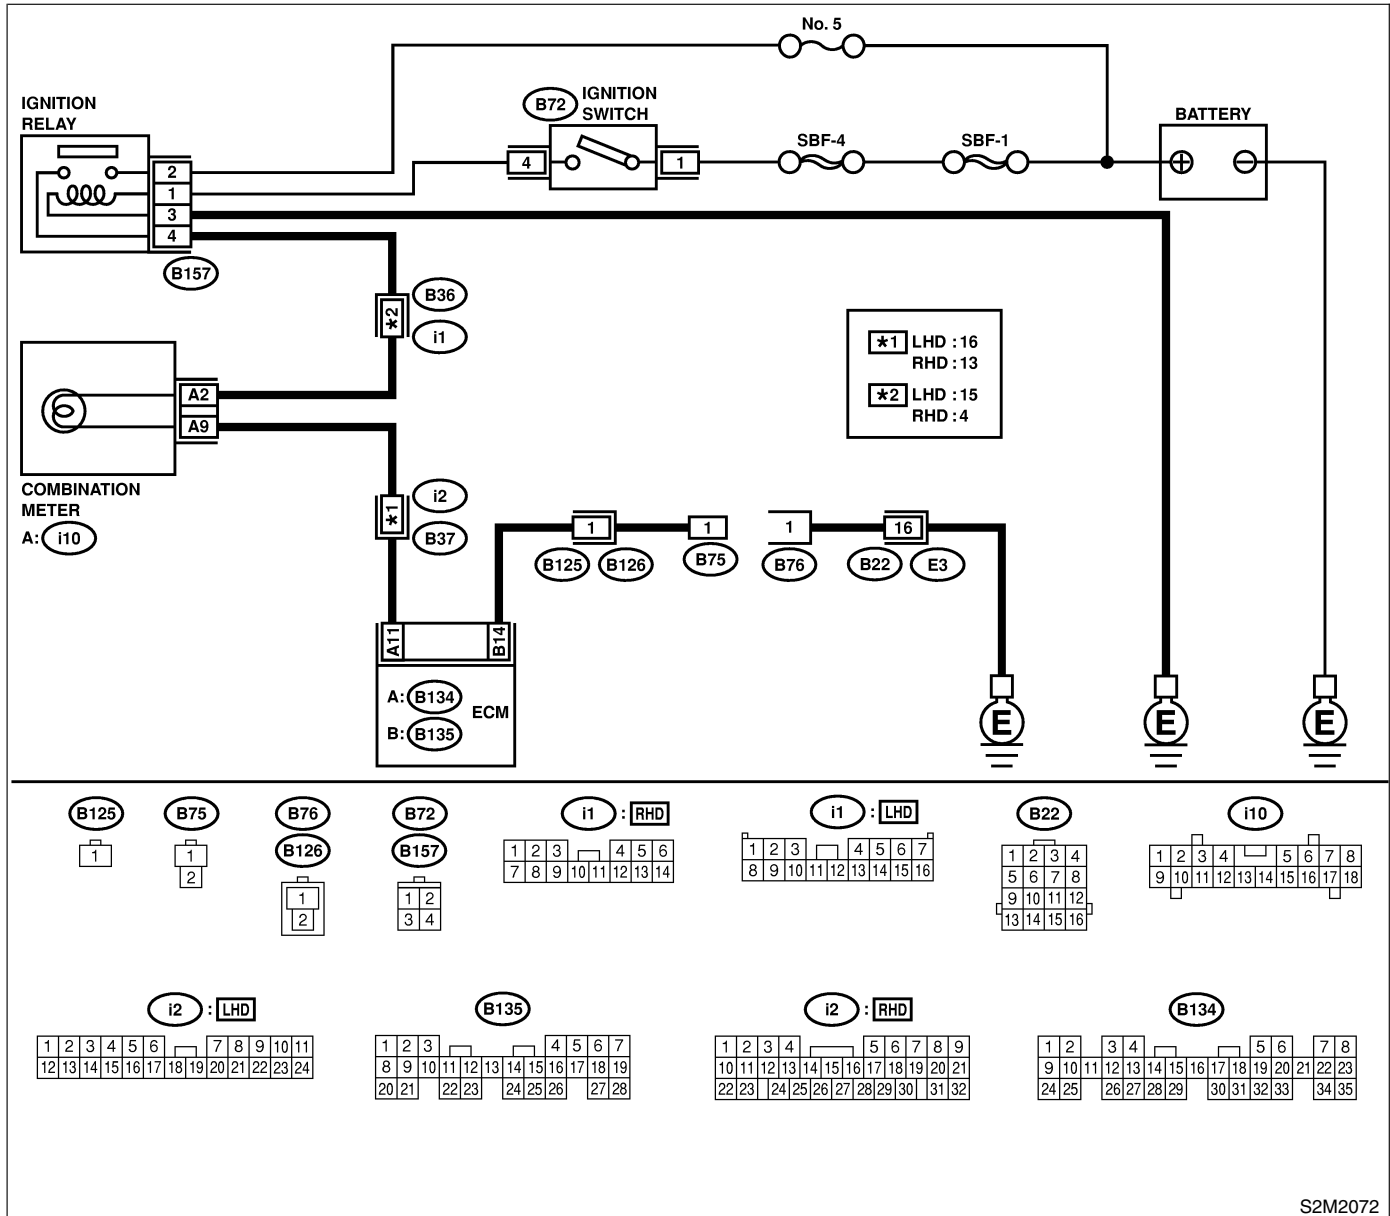 No. 5
IGNITION
RELAY
B72
IGNITION
SWITCH
SBF-4
SBF-1
BATTERY
4
1
2
1
3
4
B157
B36
*2
i1
*1 LHD : 16
RHD : 13
*2 LHD : 15
RHD : 4
A2
A9
COMBINATION
METER
A: i10
i2
*1
B37
1
1
1
16
B125 B126 B75 B76 B22 E3
A11 B14
A: B134
ECM
B: B135
E E E
B125 B75 B76 B72 i1 : RHD i1 : LHD B22 i10
B126 B157
1
1
2
1
2
1 2
3 4
1 2 3 4 5 6
7 8 9 10 11 12 13 14
1 2 3 4 5 6 7
8 9 10 11 12 13 14 15 16
1 2 3 4
5 6 7 8
9 10 11 12
13 14 15 16
1 2 3 4 5 6 7 8
9 10 11 12 13 14 15 16 17 18
i2 : LHD B135 i2 : RHD B134
1 2 3 4 5 6 7 8 9 10 11
12 13 14 15 16 17 18 19 20 21 22 23 24
1 2 3 4 5 6 7
8 9 10 11 12 13 14 15 16 17 18 19
20 21 22 23 24 25 26 27 28
1 2 3 4 5 6 7 8 9
10 11 12 13 14 15 16 17 18 19 20 21
22 23 24 25 26 27 28 29 30 31 32
1 2 3 4 5 6 7 8
9 10 11 12 13 14 15 16 17 18 19 20 21 22 23
24 25 26 27 28 29 30 31 32 33 34 35
S2M2072